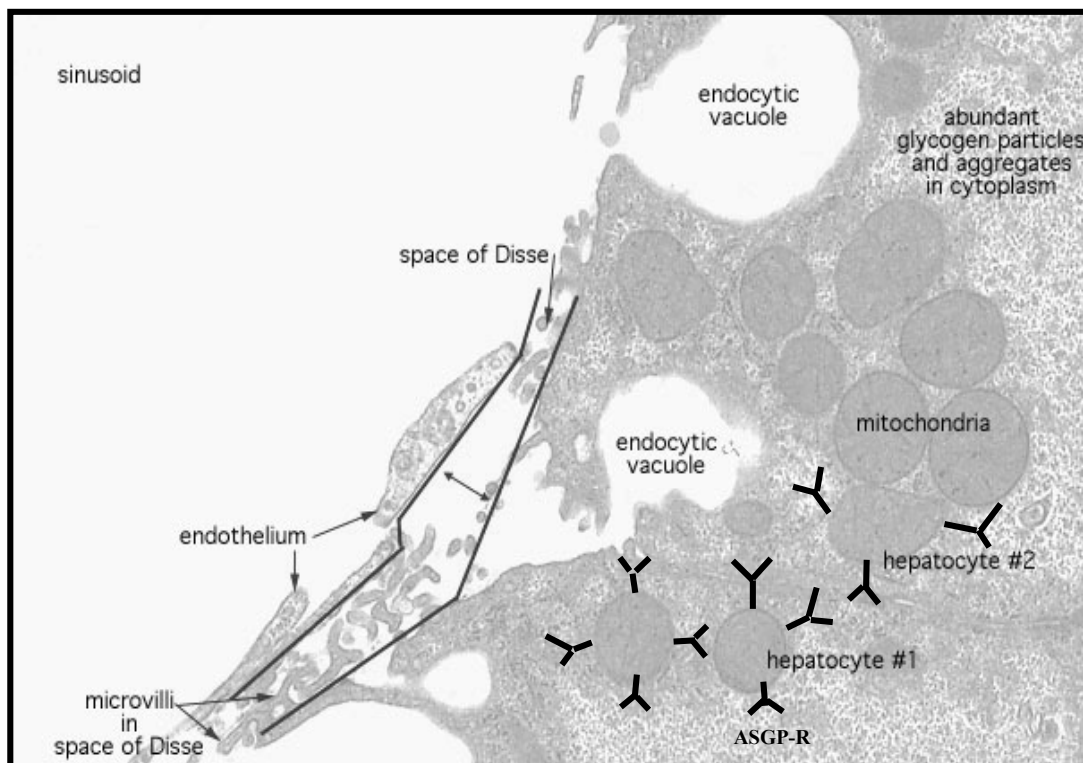 sinusoid
endocytic
vacuole
abundant
glycogen particles
and aggregates
in cytoplasm
space of Disse
mitochondria
endocytic
vacuole
endothelium
hepatocyte #2
hepatocyte #1
microvilli
in
space of Disse
ASGP-R